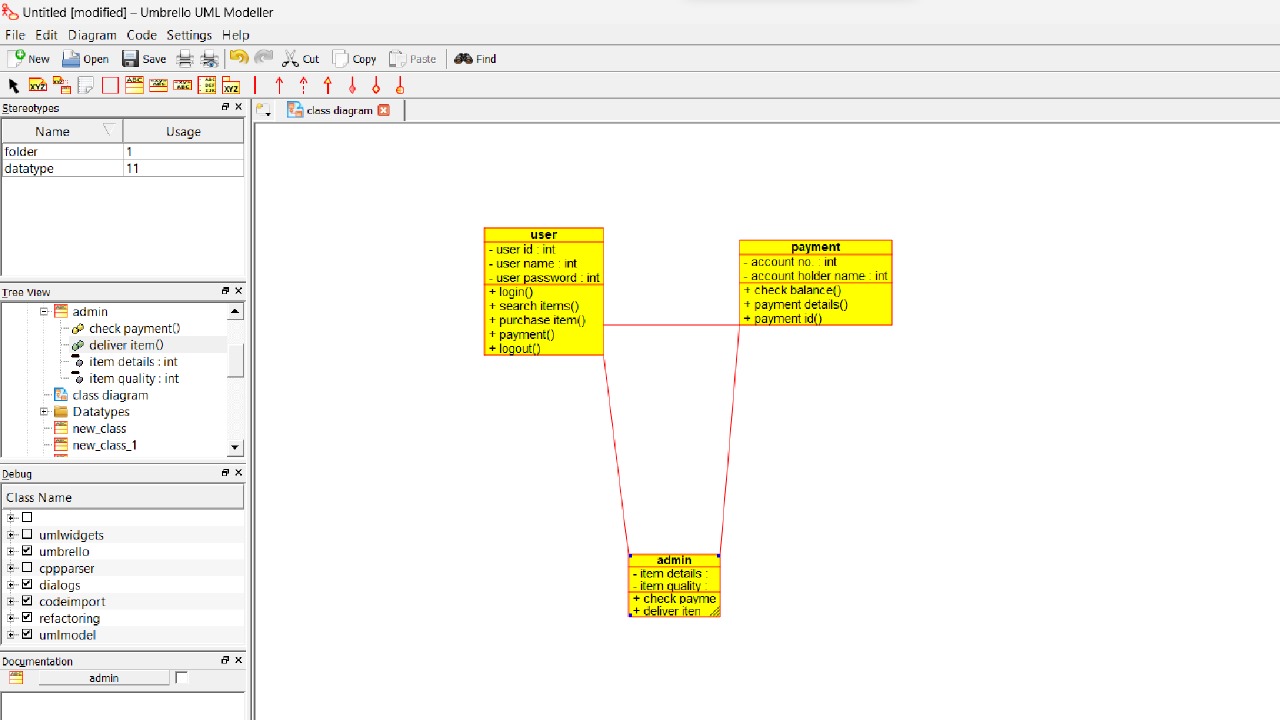 Untitled [modified] – Umbrello UML Modeller
File Edit Diagram Code Settings Help
New Open Save Cut Copy Paste Find
Stereotypes
class diagram
Name Usage
folder 1
datatype 11
Tree View
admin
check payment()
deliver item()
item details : int
item quality : int
class diagram
Datatypes
new_class
new_class_1
Debug
Class Name
umlwidgets
umbrello
cppparser
dialogs
codeimport
refactoring
umlmodel
Documentation
admin
user
- user id : int
- user name : int
- user password : int
+ login()
+ search items()
+ purchase item()
+ payment()
+ logout()
payment
- account no. : int
- account holder name : int
+ check balance()
+ payment details()
+ payment id()
admin
- item details :
- item quality :
+ check payme
+ deliver iten